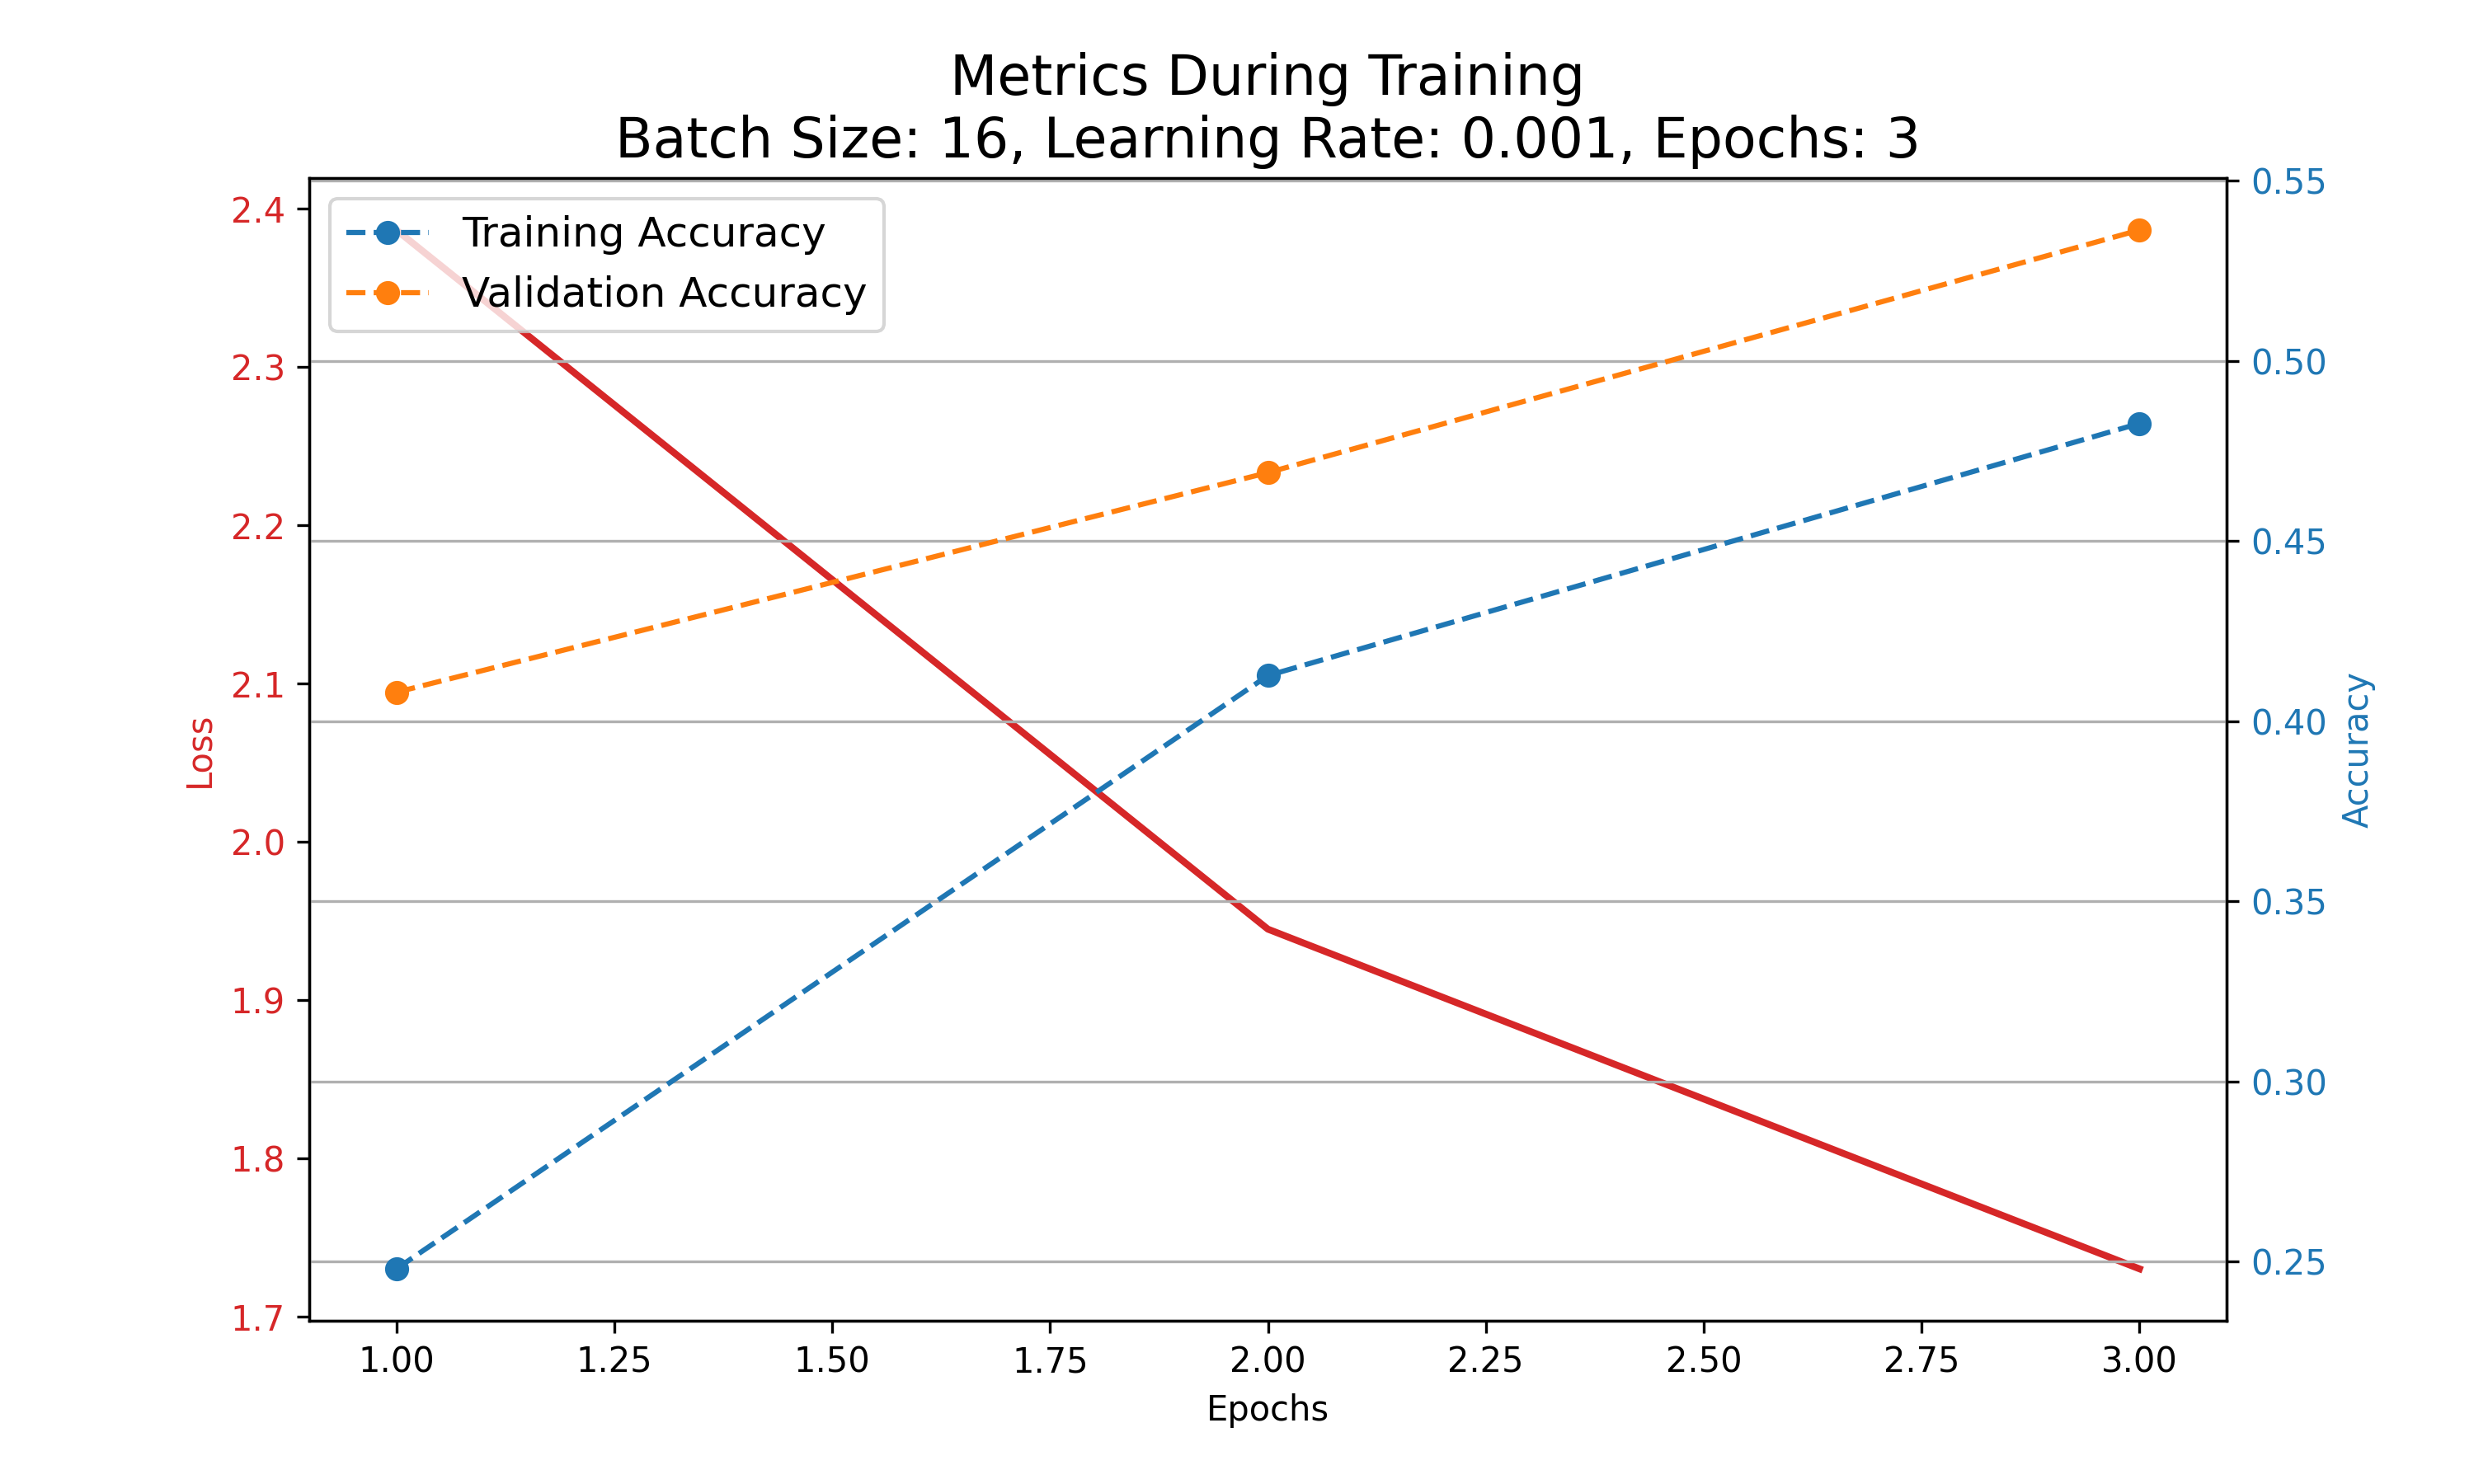 Metrics During Training
Batch Size: 16, Learning Rate: 0.001, Epochs: 3
Training Accuracy
Validation Accuracy
2.4
2.3
2.2
2.1
2.0
1.9
1.8
1.7
Loss
0.55
0.50
0.45
0.40
0.35
0.30
0.25
Accuracy
1.00 1.25 1.50 1.75 2.00 2.25 2.50 2.75 3.00
Epochs